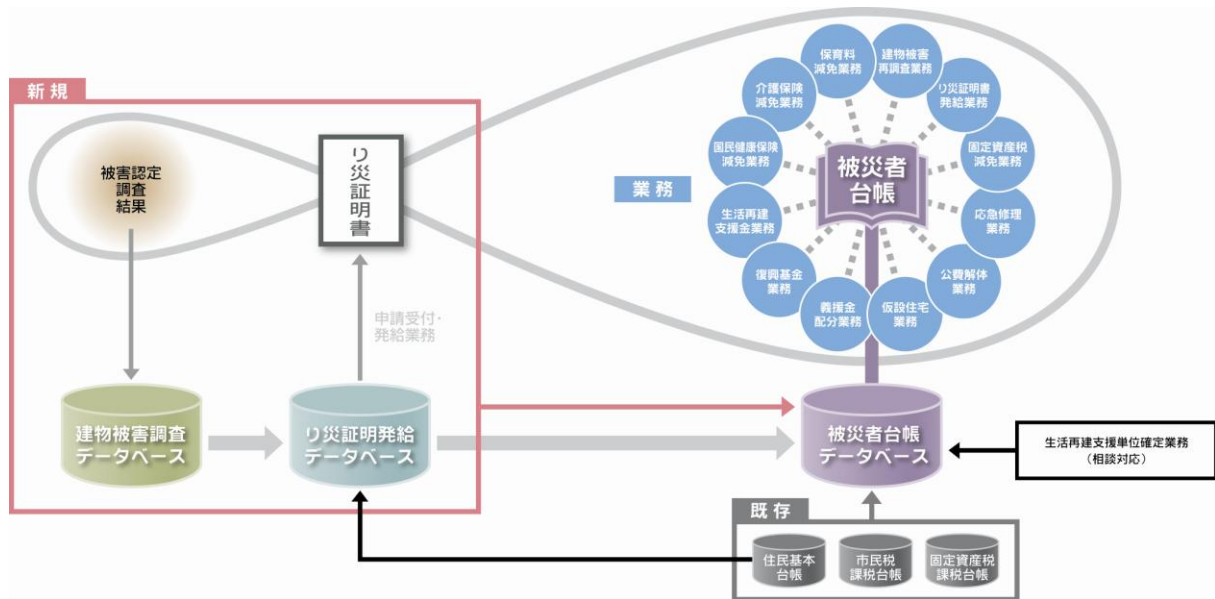 新規
被害認定
調査
結果
り災証明書
申請受付・
発給業務
建物被害調査
データベース
り災証明発給
データベース
業務
被災者
台帳
保育料
減免業務
建物被害
再調査業務
り災証明書
発給業務
固定資産税
減免業務
応急修理
業務
公費解体
業務
仮設住宅
業務
義援金
配分業務
復興基金
業務
生活再建
支援金業務
国民健康保険
減免業務
介護保険
減免業務
被災者台帳
データベース
生活再建支援単位確定業務
(相談対応)
既存
住民基本
台帳
市民税
課税台帳
固定資産税
課税台帳